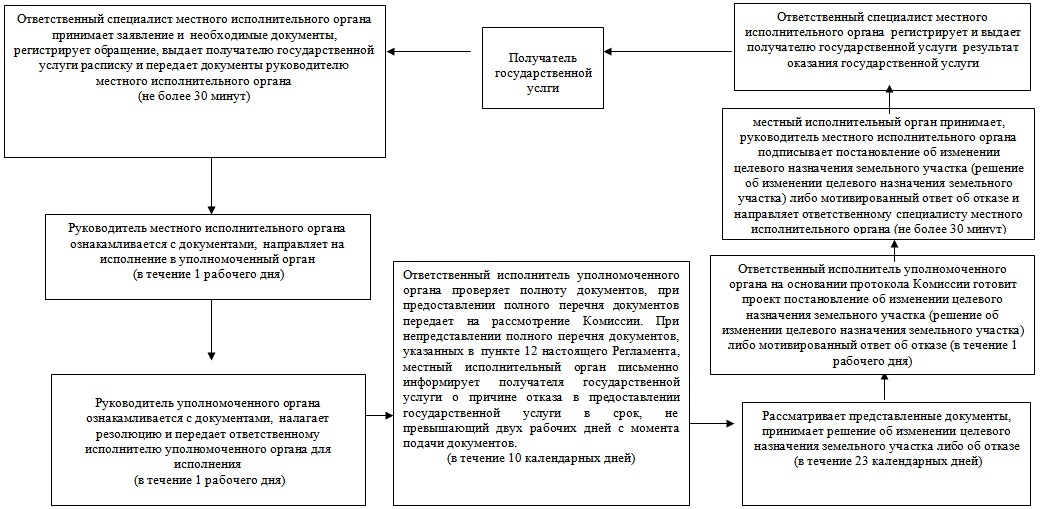 Ответственный специалист местного исполнительного органа
принимает заявление и необходимые документы,
регистрирует обращение, выдает получателю государственной
услуги расписку и передает документы руководителю
местного исполнительного органа
(не более 30 минут)
Получатель
государственной
услги
Ответственный специалист местного
исполнительного органа регистрирует и выдает
получателю государственной услуги результат
оказания государственной услуги
местный исполнительный орган принимает,
руководитель местного исполнительного органа
подписывает постановление об изменении
целевого назначения земельного участка (решение
об изменении целевого назначения земельного
участка) либо мотивированный ответ об отказе и
направляет ответственному специалисту местного
исполнительного органа (не более 30 минут)
Руководитель местного исполнительного органа
ознакамливается с документами, направляет на
исполнение в уполномоченный орган
(в течение 1 рабочего дня)
Ответственный исполнитель уполномоченного
органа проверяет полноту документов, при
предоставлении полного перечня документов
передает на рассмотрение Комиссии. При
непредставлении полного перечня документов,
указанных в пункте 12 настоящего Регламента,
местный исполнительный орган письменно
информирует получателя государственной
услуги о причине отказа в предоставлении
государственной услуги в срок, не
превышающий двух рабочих дней с момента
подачи документов.
(в течение 10 календарных дней)
Ответственный исполнитель уполномоченного
органа на основании протокола Комиссии готовит
проект постановление об изменении целевого
назначения земельного участка (решение об
изменении целевого назначения земельного участка)
либо мотивированный ответ об отказе (в течение 1
рабочего дня)
Руководитель уполномоченного органа
ознакамливается с документами, налагает
резолюцию и передает ответственному
исполнителю уполномоченного органа для
исполнения
(в течение 1 рабочего дня)
Рассматривает представленные документы,
принимает решение об изменении целевого
назначения земельного участка либо об отказе
(в течение 23 календарных дней)